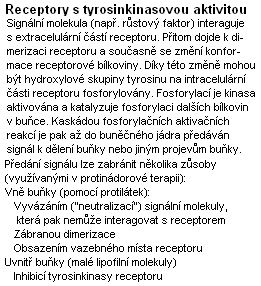 Receptory s tyrosinkinasovou aktivitou
Signální molekula (např. růstový faktor) interaguje
s extracelulární částí receptoru. Přitom dojde k di-
merizaci receptoru a současně se změní konfor-
mace receptorové bílkoviny. Díky této změně mohou
být hydroxylové skupiny tyrosinu na intracelulární
části receptoru fosforylovány. Fosforylací je kinasa
aktivována a katalyzuje fosforylaci dalších bílkovin
v buňce. Kaskádou fosforylačních aktivačních
reakcí je pak až do buněčného jádra předáván
signál k dělení buňky nebo jiným projevům buňky.
Předání signálu lze zabránit několika způsoby
(využívanými v protinádorové terapii):
Vně buňky (pomocí protilátek):
Vyvázáním ("neutralizací") signální molekuly,
která pak nemůže interagovat s receptorem
Zábranou dimerizace
Obsazením vazebného místa receptoru
Uvnitř buňky (malé lipofilní molekuly)
Inhibicí tyrosinkinasy receptoru